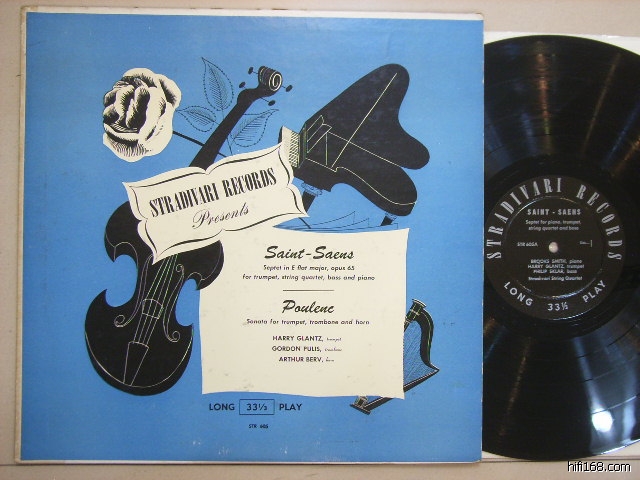 STRADIVARI RECORDS
Presents
Saint-Saens
Septet in E flat major, opus 65
for trumpet, string quartet, bass and piano
Poulenc
Sonata for trumpet, trombone and horn
HARRY GLANTZ, trumpet
GORDON PULIS, trombone
ARTHUR BERV, horn
LONG 33⅓ PLAY
STR 605
STRADIVARI RECORDS
SAINT - SAENS
Septet for piano, trumpet,
string quartet and bass
STR 605A
BROOKS SMITH, piano
HARRY GLANTZ, trumpet
PHILIP SKLAR, bass
Stradivari String Quartet
LONG 33⅓ PLAY
hifi168.com